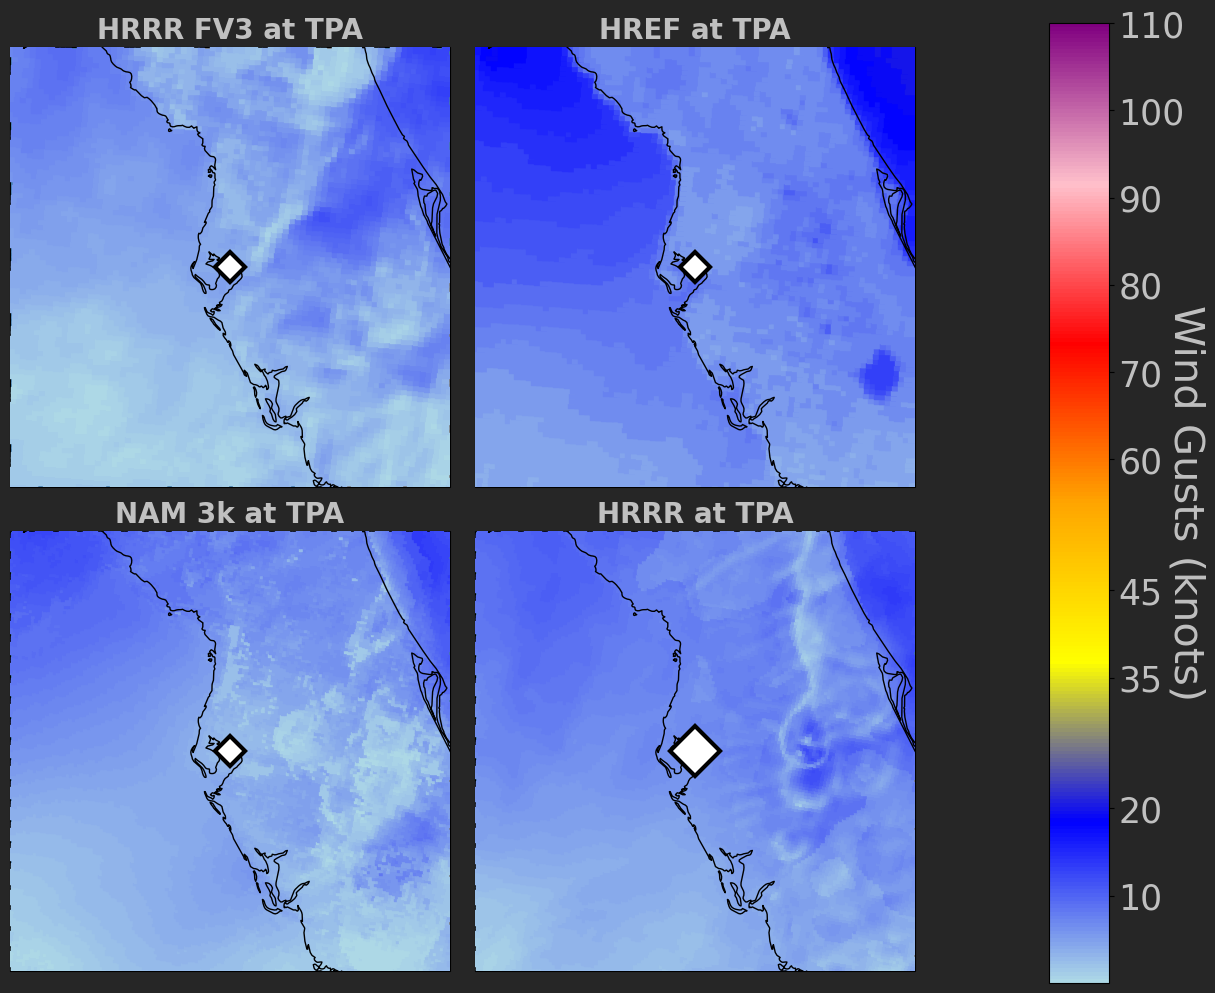 HRRR FV3 at TPA
HREF at TPA
NAM 3k at TPA
HRRR at TPA
110
100
90
80
70
60
45
35
20
10
Wind Gusts (knots)